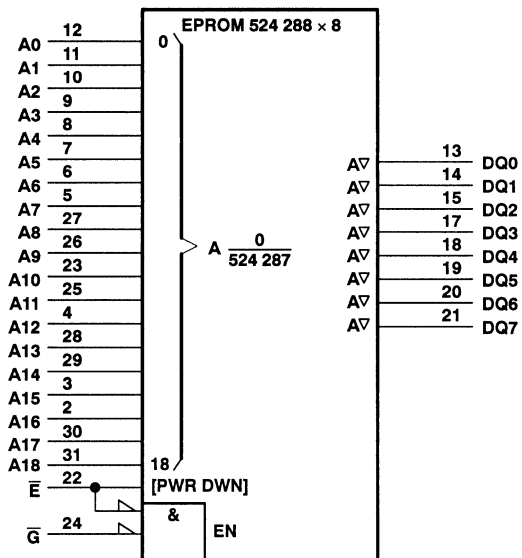 EPROM 524 288 × 8
A0 12 0
A1 11
A2 10
A3 9
A4 8
A5 7
A6 6
A7 5
A8 27
A9 26
A10 23
A11 25
A12 4
A13 28
A14 29
A15 3
A16 2
A17 30
A18 31 18
E̅ 22 [PWR DWN]
&
G̅ 24 EN
A 0
524 287
A▽ 13 DQ0
A▽ 14 DQ1
A▽ 15 DQ2
A▽ 17 DQ3
A▽ 18 DQ4
A▽ 19 DQ5
A▽ 20 DQ6
A▽ 21 DQ7